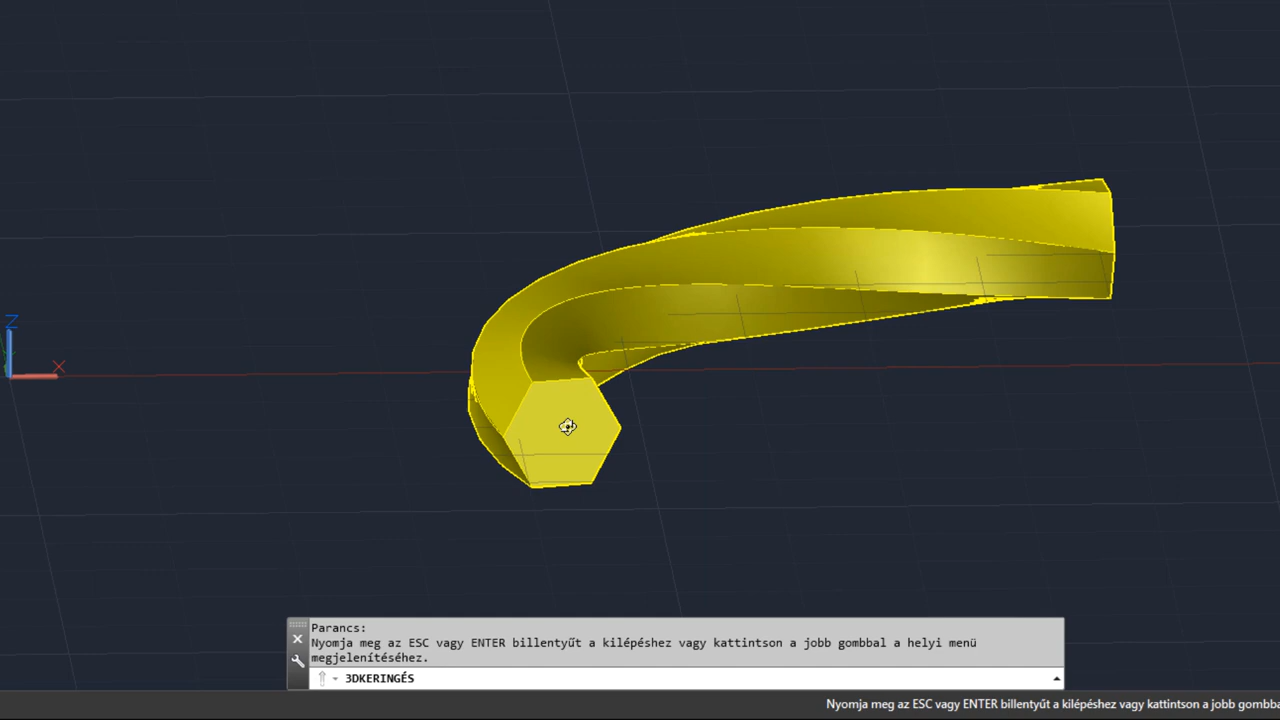 Z
X
Parancs:
Nyomja meg az ESC vagy ENTER billentyűt a kilépéshez vagy kattintson a jobb gombbal a helyi menü
megjelenítéséhez.
3DKERINGÉS
Nyomja meg az ESC vagy ENTER billentyűt a kilépéshez vagy kattintson a jobb gombba